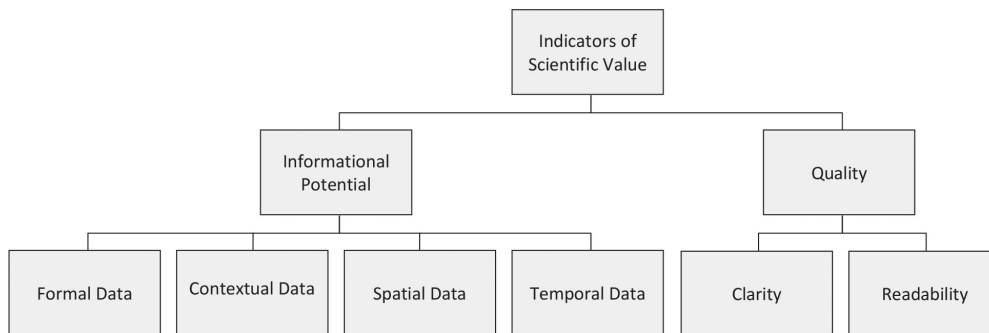 Indicators of
Scientific Value
Informational
Potential
Quality
Formal Data
Contextual Data
Spatial Data
Temporal Data
Clarity
Readability